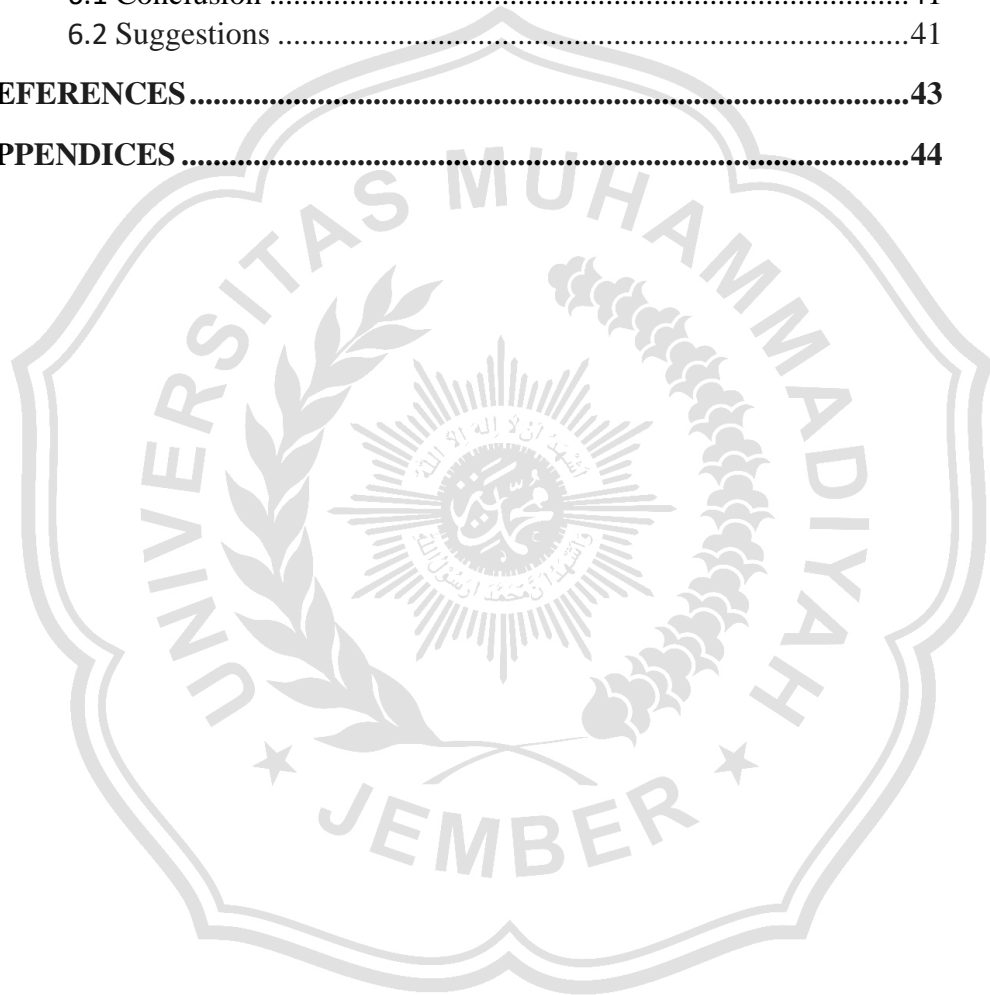 6.1 Conclusion ........................................................................................ 41
6.2 Suggestions ....................................................................................... 41
EFERENCES .......................................................................................... 43
PPENDICES ........................................................................................... 44
UNIVERSITAS MUHAMMADIYAH
JEMBER